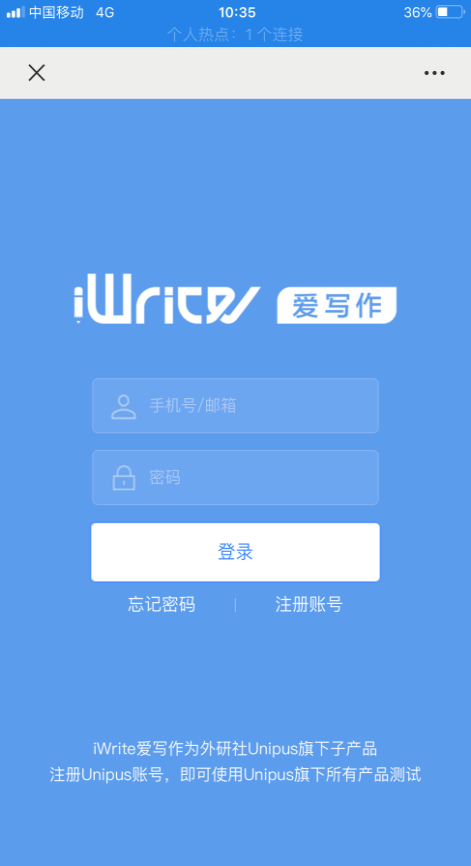 中国移动 4G 10:35 36%
个人热点：1 个连接
iWrite 爱写作
手机号/邮箱
密码
登录
忘记密码 | 注册账号
iWrite爱写作为外研社Unipus旗下子产品
注册Unipus账号，即可使用Unipus旗下所有产品测试